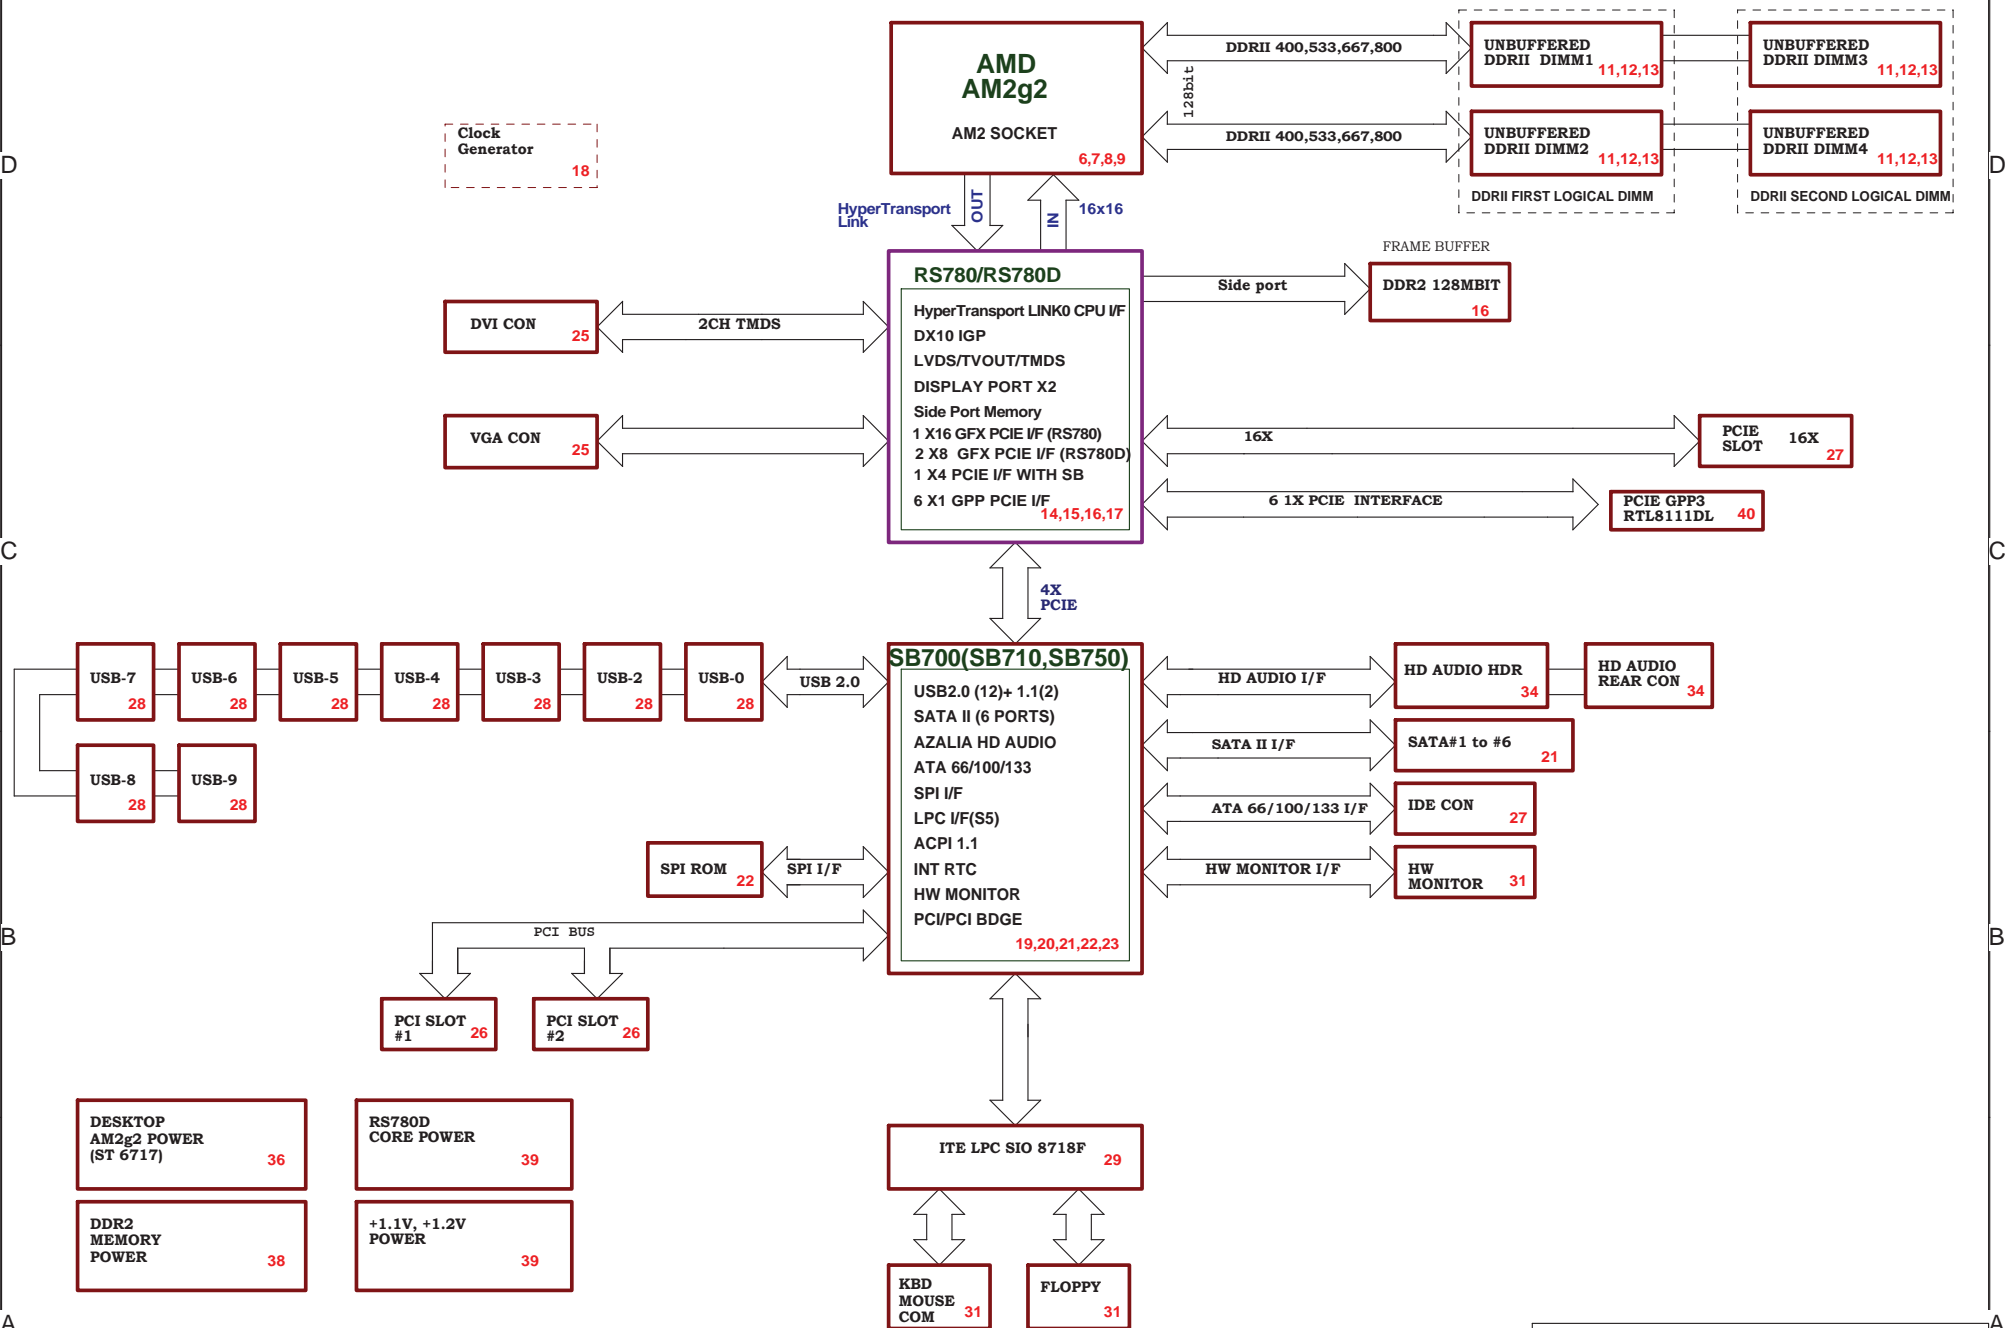 AMD
AM2g2
AM2 SOCKET
6,7,8,9
DDRII 400,533,667,800
128bit
DDRII 400,533,667,800
UNBUFFERED
DDRII DIMM1
11,12,13
UNBUFFERED
DDRII DIMM3
11,12,13
UNBUFFERED
DDRII DIMM2
11,12,13
UNBUFFERED
DDRII DIMM4
11,12,13
DDRII FIRST LOGICAL DIMM
DDRII SECOND LOGICAL DIMM
Clock
Generator
18
D
D
HyperTransport
Link
OUT
IN
16x16
RS780/RS780D
HyperTransport LINK0 CPU I/F
DX10 IGP
LVDS/TVOUT/TMDS
DISPLAY PORT X2
Side Port Memory
1 X16 GFX PCIE I/F (RS780)
2 X8 GFX PCIE I/F (RS780D)
1 X4 PCIE I/F WITH SB
6 X1 GPP PCIE I/F
14,15,16,17
FRAME BUFFER
Side port
DDR2 128MBIT
16
DVI CON
25
2CH TMDS
VGA CON
25
16X
PCIE
SLOT
16X
27
6 1X PCIE INTERFACE
PCIE GPP3
RTL8111DL
40
C
C
4X
PCIE
USB-7
28
USB-6
28
USB-5
28
USB-4
28
USB-3
28
USB-2
28
USB-0
28
USB 2.0
USB-8
28
USB-9
28
SB700(SB710,SB750)
USB2.0 (12)+ 1.1(2)
SATA II (6 PORTS)
AZALIA HD AUDIO
ATA 66/100/133
SPI I/F
LPC I/F(S5)
ACPI 1.1
INT RTC
HW MONITOR
PCI/PCI BDGE
19,20,21,22,23
HD AUDIO I/F
HD AUDIO HDR
34
HD AUDIO
REAR CON
34
SATA II I/F
SATA#1 to #6
21
ATA 66/100/133 I/F
IDE CON
27
HW MONITOR I/F
HW
MONITOR
31
SPI ROM
22
SPI I/F
B
B
PCI BUS
PCI SLOT
#1
26
PCI SLOT
#2
26
DESKTOP
AM2g2 POWER
(ST 6717)
36
RS780D
CORE POWER
39
DDR2
MEMORY
POWER
38
+1.1V, +1.2V
POWER
39
ITE LPC SIO 8718F
29
KBD
MOUSE
COM
31
FLOPPY
31
A
A